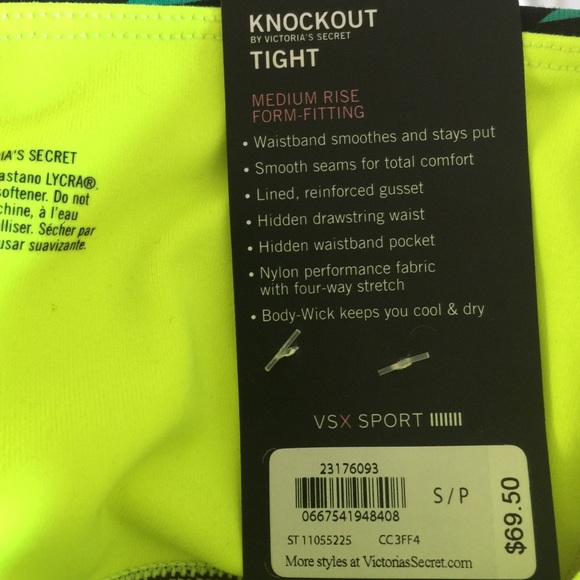 KNOCKOUT
BY VICTORIA'S SECRET
TIGHT
MEDIUM RISE
FORM-FITTING
• Waistband smoothes and stays put
• Smooth seams for total comfort
• Lined, reinforced gusset
• Hidden drawstring waist
• Hidden waistband pocket
• Nylon performance fabric
with four-way stretch
• Body-Wick keeps you cool & dry
VSX SPORT
23176093
0667541948408
S/P
ST 11055225 CC3FF4
More styles at VictoriasSecret.com
$69.50
IA'S SECRET
astano LYCRA®.
softener. Do not
chine, à l'eau
liser. Sécher par
usar suavizante.